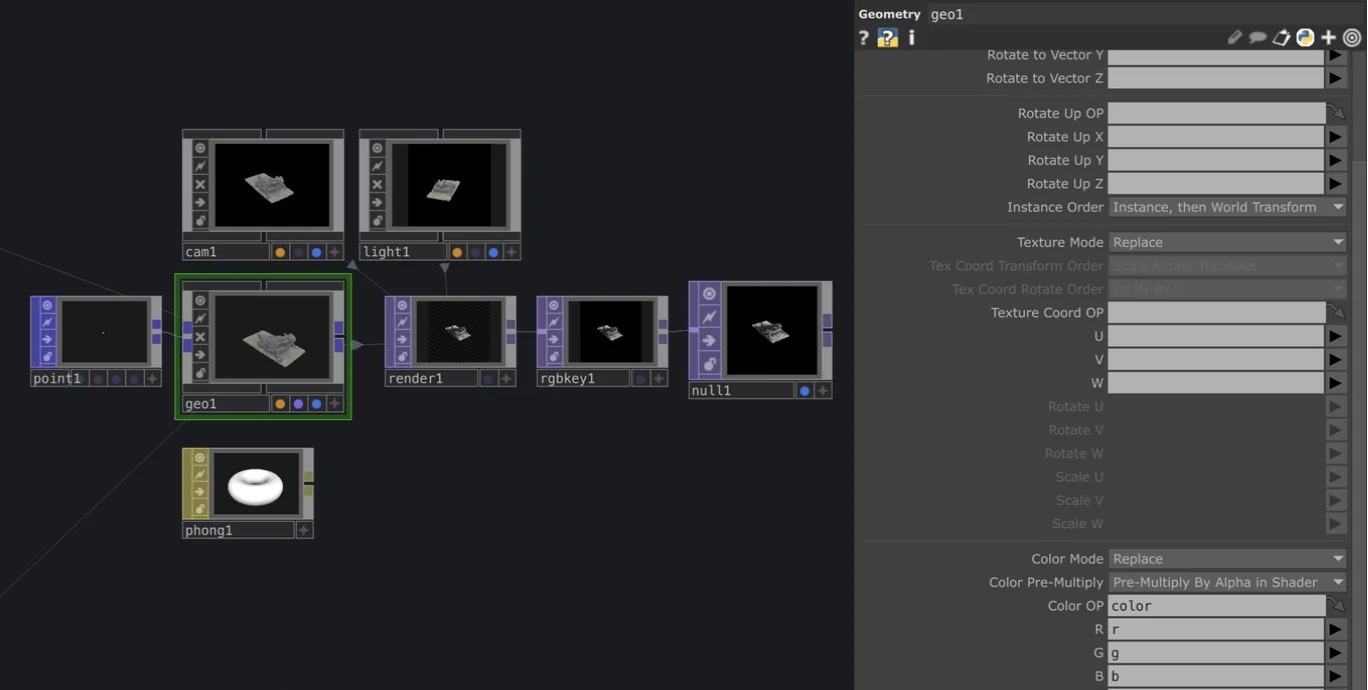 Geometry geo1
? ? i
Rotate to Vector Y
Rotate to Vector Z
Rotate Up OP
Rotate Up X
Rotate Up Y
Rotate Up Z
Instance Order Instance, then World Transform
Texture Mode Replace
Tex Coord Transform Order Scale Rotate Translate
Tex Coord Rotate Order
Texture Coord OP
U
V
W
Rotate U
Rotate V
Rotate W
Scale U
Scale V
Scale W
Color Mode Replace
Color Pre-Multiply Pre-Multiply By Alpha in Shader
Color OP color
R r
G g
B b
cam1
light1
point1
geo1
render1
rgbkey1
null1
phong1